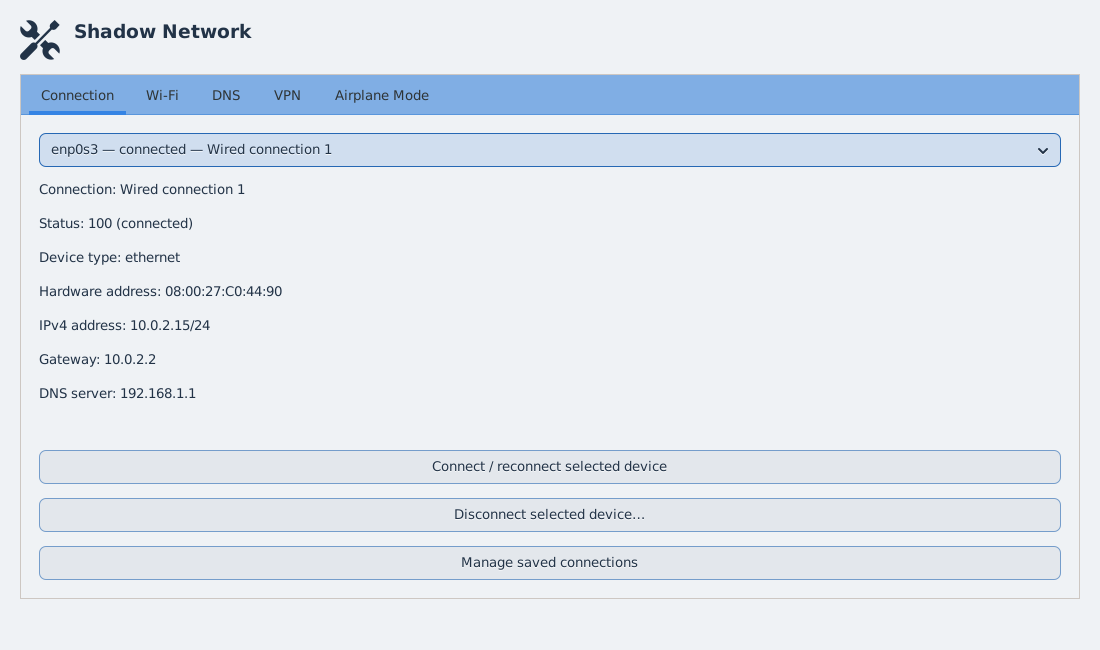 Shadow Network
Connection Wi-Fi DNS VPN Airplane Mode
enp0s3 — connected — Wired connection 1
Connection: Wired connection 1
Status: 100 (connected)
Device type: ethernet
Hardware address: 08:00:27:C0:44:90
IPv4 address: 10.0.2.15/24
Gateway: 10.0.2.2
DNS server: 192.168.1.1
Connect / reconnect selected device
Disconnect selected device…
Manage saved connections